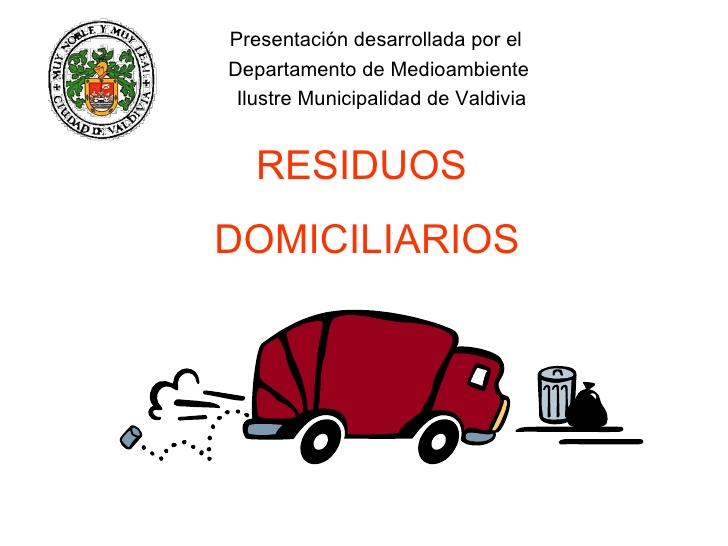 MUY NOBLE Y MUY LEAL
CIUDAD DE VALDIVIA
Presentación desarrollada por el
Departamento de Medioambiente
Ilustre Municipalidad de Valdivia
RESIDUOS
DOMICILIARIOS